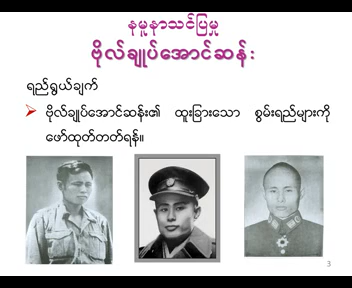 နမူနာသင်ပြမှု
ဗိုလ်ချုပ်အောင်ဆန်း
ရည်ရွယ်ချက်
➢ ဗိုလ်ချုပ်အောင်ဆန်း၏ ထူးခြားသော စွမ်းရည်များကို
ဖော်ထုတ်တတ်ရန်။
3